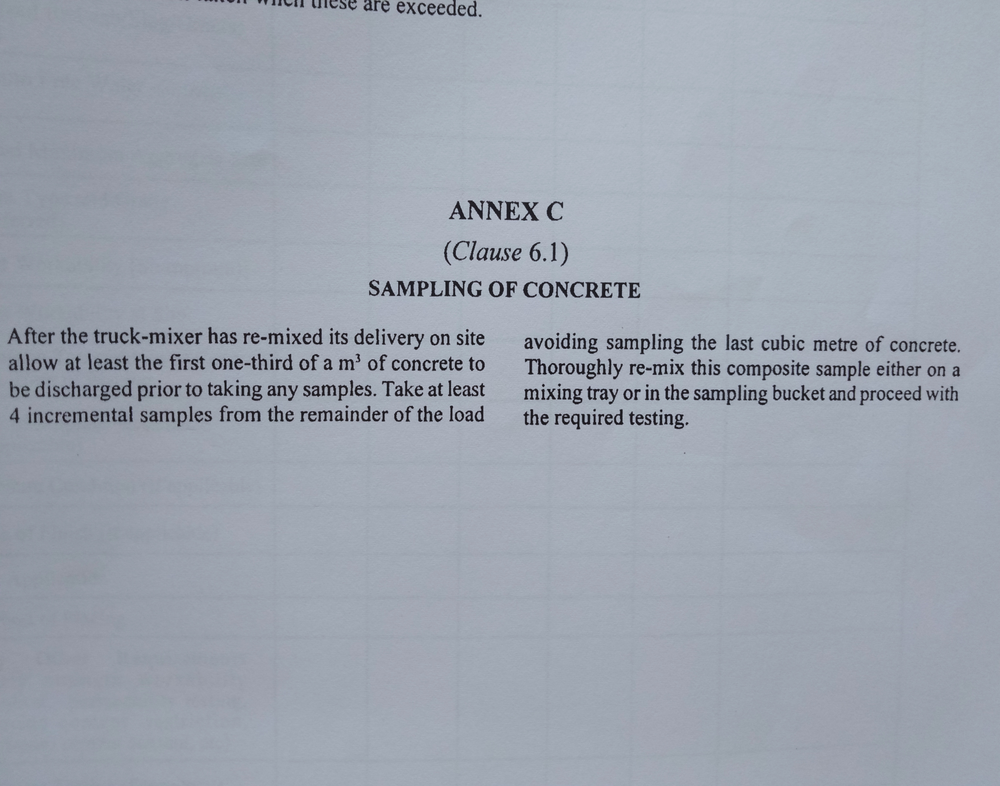 when these are exceeded.
ANNEX C
(Clause 6.1)
SAMPLING OF CONCRETE
After the truck-mixer has re-mixed its delivery on site
allow at least the first one-third of a m³ of concrete to
be discharged prior to taking any samples. Take at least
4 incremental samples from the remainder of the load
avoiding sampling the last cubic metre of concrete.
Thoroughly re-mix this composite sample either on a
mixing tray or in the sampling bucket and proceed with
the required testing.